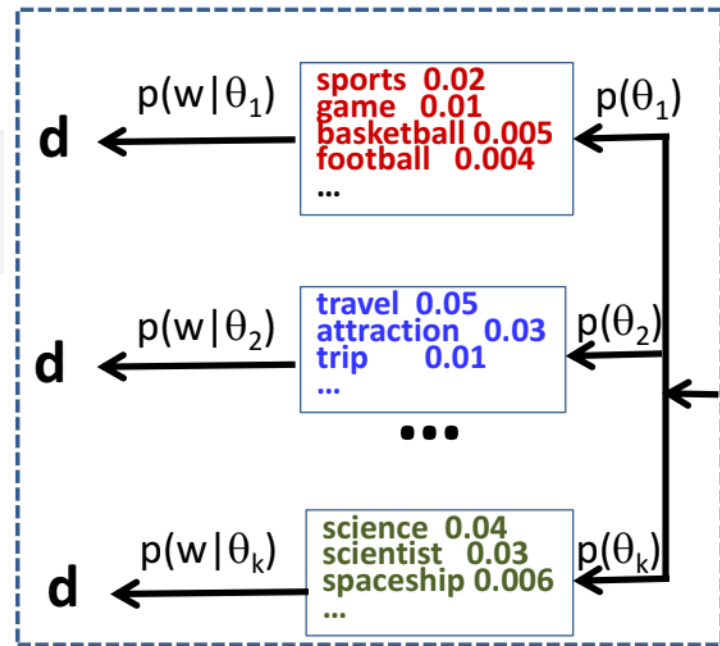 d p(w|θ₁) sports 0.02 p(θ₁)
game 0.01
basketball 0.005
football 0.004
...
d p(w|θ₂) travel 0.05 p(θ₂)
attraction 0.03
trip 0.01
...
...
d p(w|θₖ) science 0.04 p(θₖ)
scientist 0.03
spaceship 0.006
...